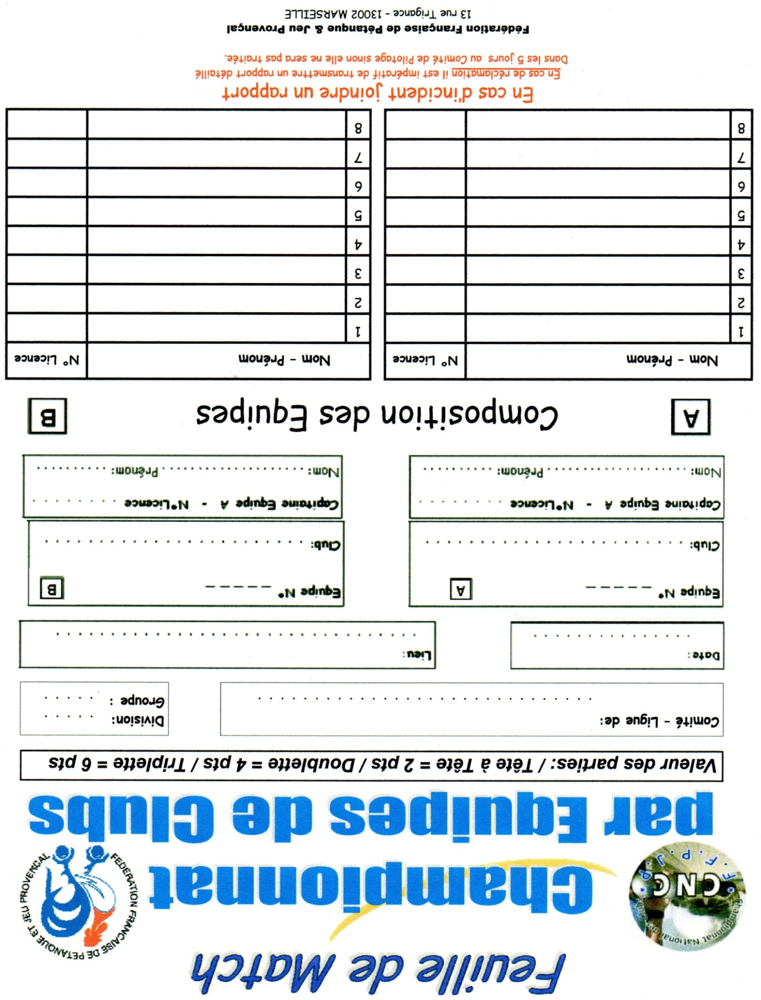 Feuille de Match
Championnat
par Equipes de Clubs
CNC
F.F.P.J.P.
Championnat National des
FEDERATION FRANCAISE DE PETANQUE ET JEU PROVENCAL
Valeur des parties: / Tête à Tête = 2 pts / Doublette = 4 pts / Triplette = 6 pts
Comité - Ligue de: . . . . . . . . . . . . . . . . . . . . . . . . . . . . . . .
Division: . . . . .
Groupe : . . . . .
Date: . . . . . . . . . . . . . . .
Lieu: . . . . . . . . . . . . . . . . . . . . . . . . . . . . . . . . .
Equipe N° _ _ _ _ _ A
Club: . . . . . . . . . . . . . . . . . . . . . . . .
Equipe N° _ _ _ _ _ B
Club: . . . . . . . . . . . . . . . . . . . . . . . .
Capitaine Equipe A - N°Licence . . . . . . . . .
Nom: . . . . . . . . . . . . . . . . Prénom: . . . . . . . . . .
Capitaine Equipe A - N°Licence . . . . . . . . .
Nom: . . . . . . . . . . . . . . . . Prénom: . . . . . . . . . .
A Composition des Equipes B
Nom - Prénom N° Licence Nom - Prénom N° Licence
1 1
2 2
3 3
4 4
5 5
6 6
7 7
8 8
En cas d'incident joindre un rapport
En cas de réclamation il est impératif de transmettre un rapport détaillé
Dans les 5 jours au Comité de Pilotage sinon elle ne sera pas traitée.
Fédération Française de Pétanque & Jeu Provençal
13 rue Trigance - 13002 MARSEILLE